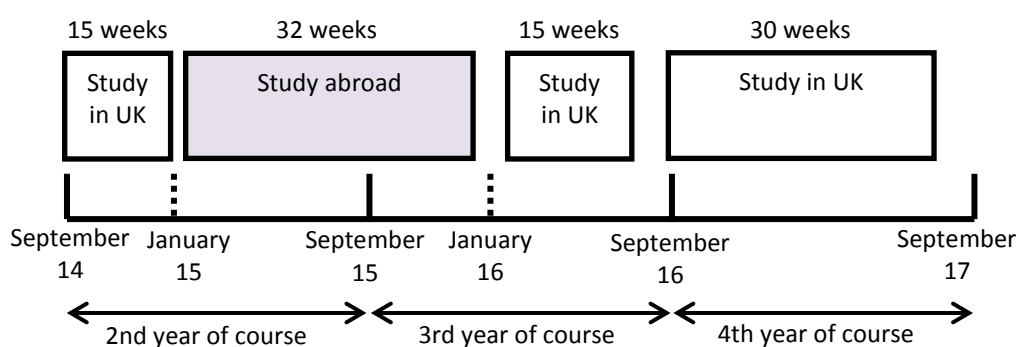 15 weeks 32 weeks 15 weeks 30 weeks
Study
in UK
Study abroad
Study
in UK
Study in UK
September
14
January
15
September
15
January
16
September
16
September
17
2nd year of course 3rd year of course 4th year of course